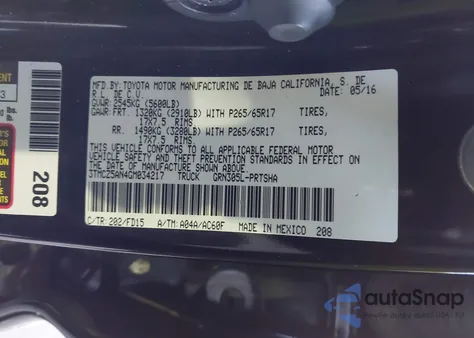 MFD. BY: TOYOTA MOTOR MANUFACTURING DE BAJA CALIFORNIA, S. DE
R.L. DE C.V. 05/16
GVWR: 2545KG (5600LB)
GAWR: FRT. 1320KG (2910LB) WITH P265/65R17 TIRES,
17X7.5 RIMS
RR. 1490KG (3280LB) WITH P265/65R17 TIRES,
17X7.5 RIMS
THIS VEHICLE CONFORMS TO ALL APPLICABLE FEDERAL MOTOR
VEHICLE SAFETY AND THEFT PREVENTION STANDARDS IN EFFECT ON
THE DATE OF MANUFACTURE SHOWN ABOVE.
3TMCZ5AN4GM034217 TRUCK GRN305L-PRTSHA
C/TR: 202/FD15 A/TM: A04A/AC60F MADE IN MEXICO 208
208
autoSnap